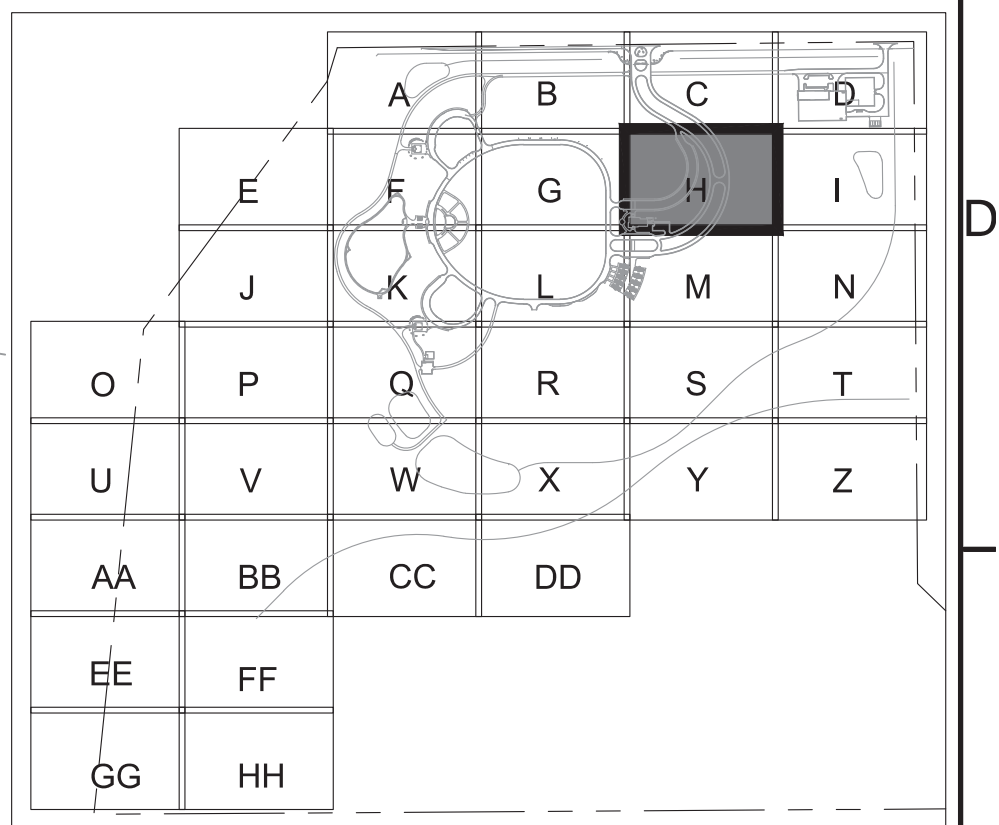 A B C D
E F G H I
D
J K L M N
O P Q R S T
U V W X Y Z
AA BB CC DD
EE FF
GG HH